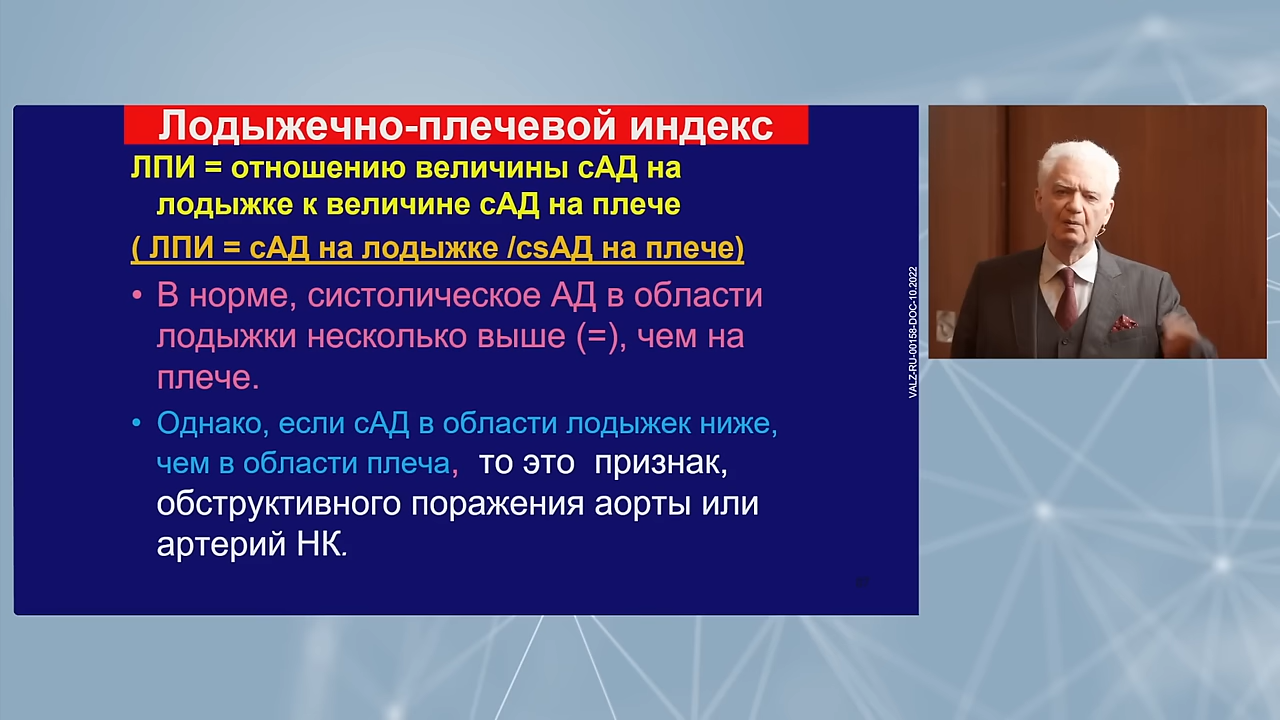 Лодыжечно-плечевой индекс
ЛПИ = отношению величины сАД на
лодыжке к величине сАД на плече
( ЛПИ = сАД на лодыжке /csАД на плече)
• В норме, систолическое АД в области
лодыжки несколько выше (=), чем на
плече.
• Однако, если сАД в области лодыжек ниже,
чем в области плеча, то это признак,
обструктивного поражения аорты или
артерий НК.
VALZ-RU-00158-DOC-10.2022